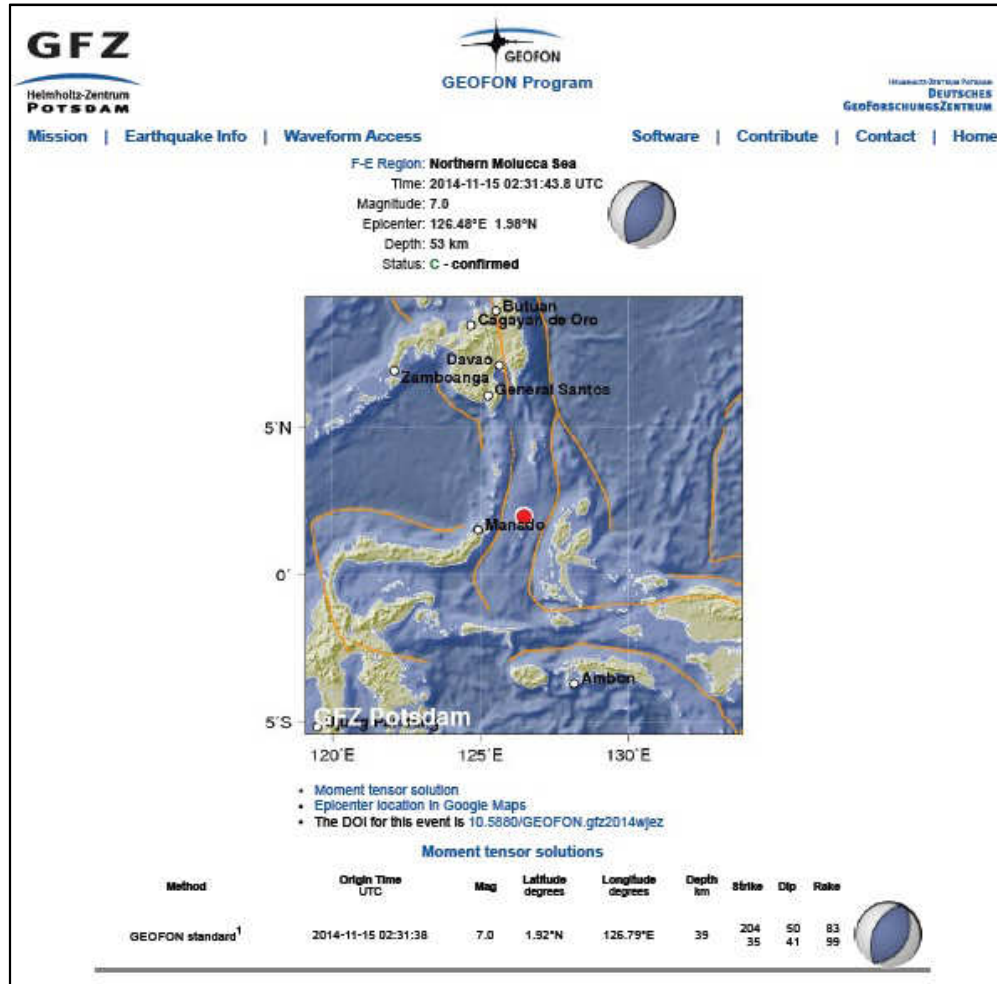 GFZ
Helmholtz-Zentrum
POTSDAM
GEOFON
GEOFON Program
HELMHOLTZ-ZENTRUM POTSDAM
DEUTSCHES
GEOFORSCHUNGSZENTRUM
Mission | Earthquake Info | Waveform Access Software | Contribute | Contact | Home
F-E Region: Northern Molucca Sea
Time: 2014-11-15 02:31:43.8 UTC
Magnitude: 7.0
Epicenter: 126.48°E 1.98°N
Depth: 53 km
Status: C - confirmed
Butuan
Cagayan de Oro
Davao
Zamboanga
General Santos
5°N
Manado
0°
Ambon
GFZ Potsdam
5°S
120°E 125°E 130°E
• Moment tensor solution
• Epicenter location in Google Maps
• The DOI for this event is 10.5880/GEOFON.gfz2014wjez
Moment tensor solutions
Method Origin Time UTC Mag Latitude degrees Longitude degrees Depth km Strike Dip Rake
GEOFON standard1 2014-11-15 02:31:38 7.0 1.92°N 126.79°E 39 204 50 83
35 41 99